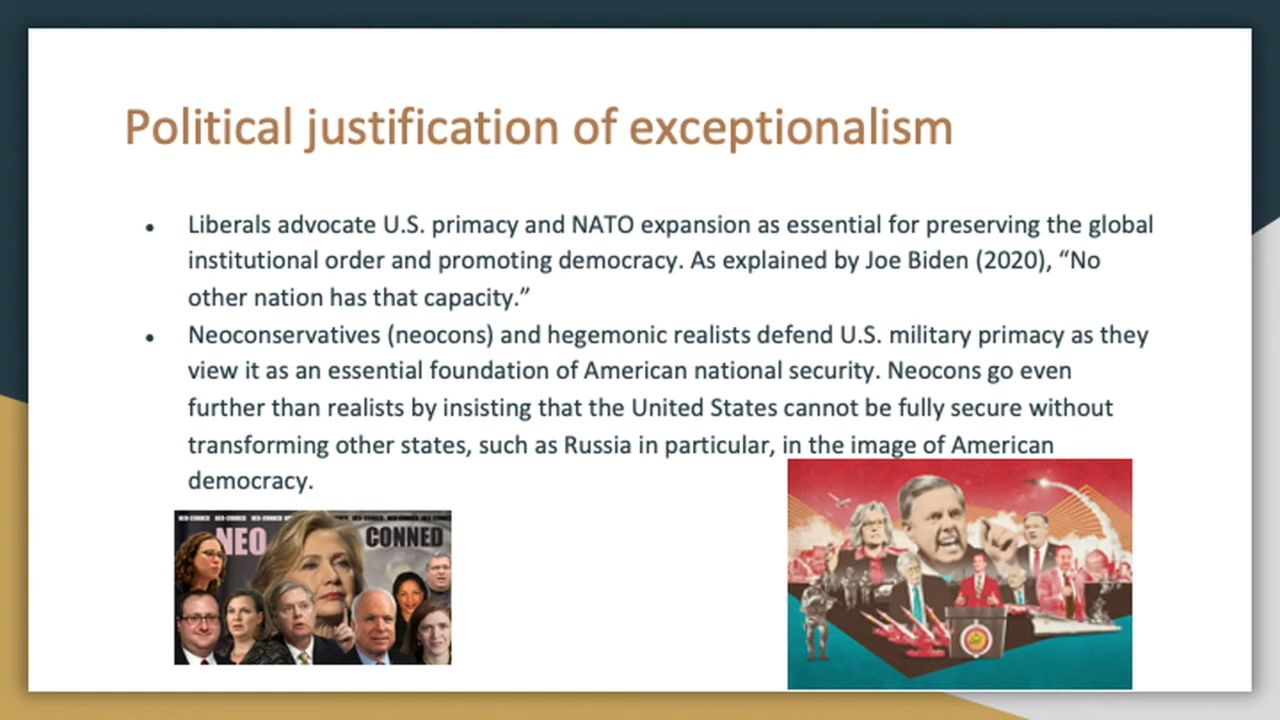 Political justification of exceptionalism
• Liberals advocate U.S. primacy and NATO expansion as essential for preserving the global
institutional order and promoting democracy. As explained by Joe Biden (2020), “No
other nation has that capacity.”
• Neoconservatives (neocons) and hegemonic realists defend U.S. military primacy as they
view it as an essential foundation of American national security. Neocons go even
further than realists by insisting that the United States cannot be fully secure without
transforming other states, such as Russia in particular, in the image of American
democracy.
NEO CONNED